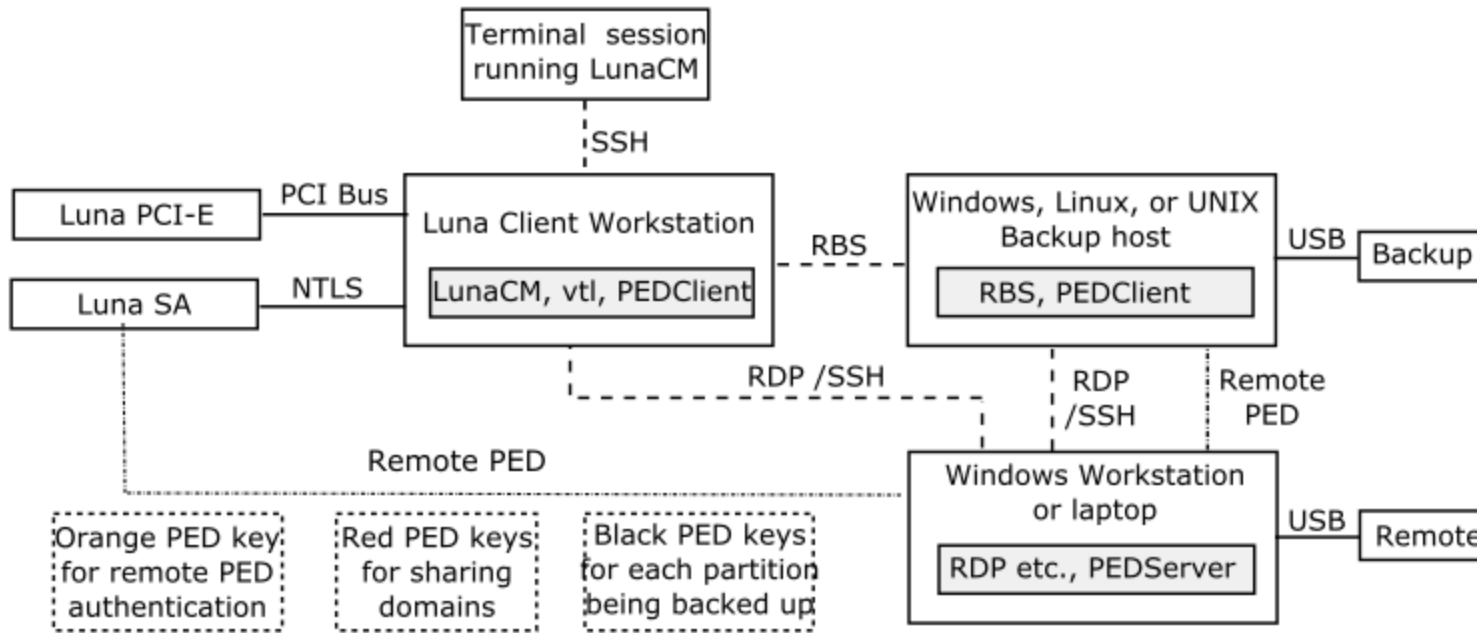 Terminal session
running LunaCM
SSH
Luna PCI-E
PCI Bus
Luna SA
NTLS
Luna Client Workstation
LunaCM, vtl, PEDClient
RBS
Windows, Linux, or UNIX
Backup host
RBS, PEDClient
USB
Backup
RDP /SSH
RDP
/SSH
Remote
PED
Remote PED
Windows Workstation
or laptop
RDP etc., PEDServer
USB
Remote
Orange PED key
for remote PED
authentication
Red PED keys
for sharing
domains
Black PED keys
for each partition
being backed up